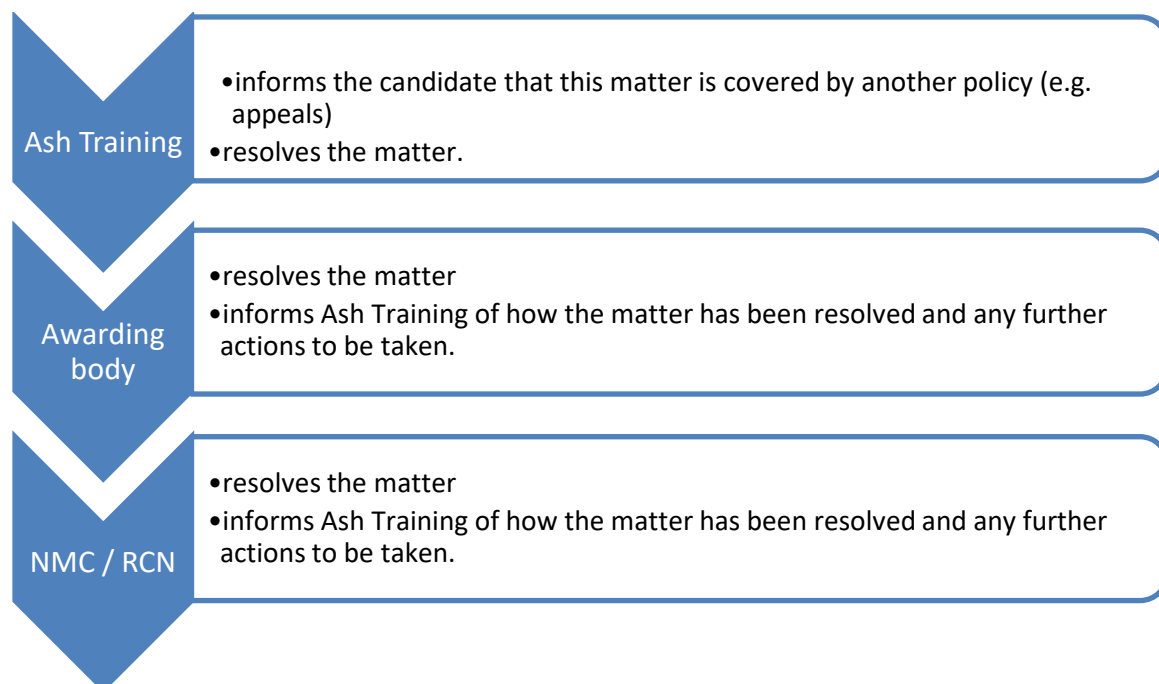 Ash Training
•informs the candidate that this matter is covered by another policy (e.g.
appeals)
•resolves the matter.
Awarding
body
•resolves the matter
•informs Ash Training of how the matter has been resolved and any further
actions to be taken.
NMC / RCN
•resolves the matter
•informs Ash Training of how the matter has been resolved and any further
actions to be taken.